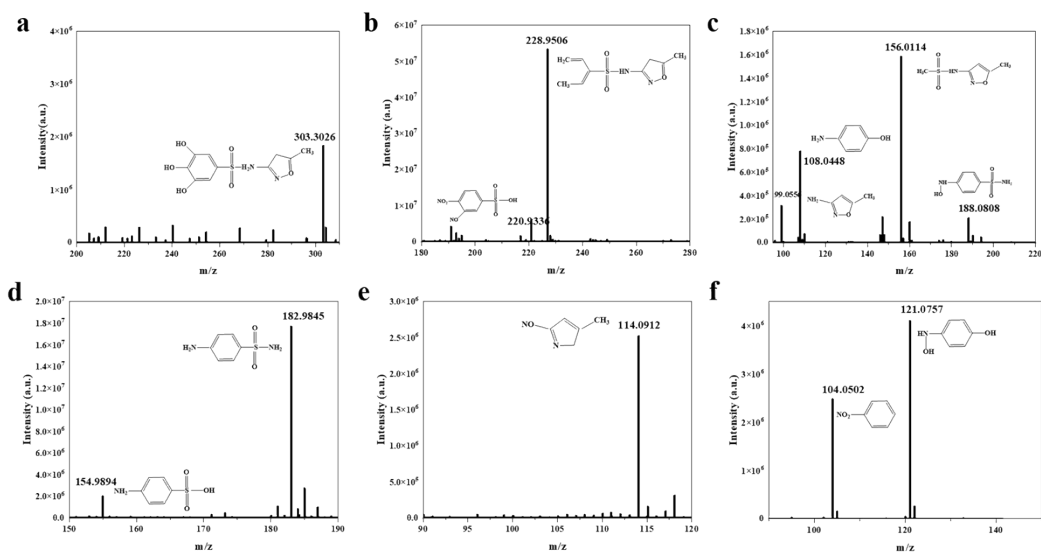 a
4×10⁶
2×10⁶
1×10⁶
0
200 220 240 260 280 300
Intensity(a.u.)
m/z
303.3026
HO
HO
HO
O
S
O
H₂N
N
O
CH₃
b
7×10⁷
6×10⁷
5×10⁷
4×10⁷
3×10⁷
2×10⁷
1×10⁷
0
180 200 220 240 260 280
Intensity (a.u)
m/z
228.9506
220.9336
CH₂
CH₃
O
S
O
HN
N
O
CH₃
NO₂
NO₂
O
S
O
OH
c
1.8×10⁶
1.6×10⁶
1.4×10⁶
1.2×10⁶
1.0×10⁶
8.0×10⁵
6.0×10⁵
4.0×10⁵
2.0×10⁵
0.0
100 120 140 160 180 200 220
Intensity (a.u.)
m/z
156.0114
108.0448
99.0556
188.0808
H₃C
O
S
O
HN
N
O
CH₃
H₂N
OH
NH₂
N
O
CH₃
NH
HO
O
S
O
NH₂
d
2.0×10⁷
1.8×10⁷
1.6×10⁷
1.4×10⁷
1.2×10⁷
1.0×10⁷
8.0×10⁶
6.0×10⁶
4.0×10⁶
2.0×10⁶
0.0
150 160 170 180 190
Intensity (a.u.)
m/z
182.9845
154.9894
H₂N
O
S
O
NH₂
NH₂
O
S
O
OH
e
3.0×10⁶
2.5×10⁶
2.0×10⁶
1.5×10⁶
1.0×10⁶
5.0×10⁵
0.0
90 95 100 105 110 115 120
Intensity (a.u.)
m/z
114.0912
NO
N
CH₃
f
4×10⁶
3×10⁶
2×10⁶
1×10⁶
0
100 120 140
Intensity (a.u.)
m/z
121.0757
104.0502
HN
OH
OH
NO₂